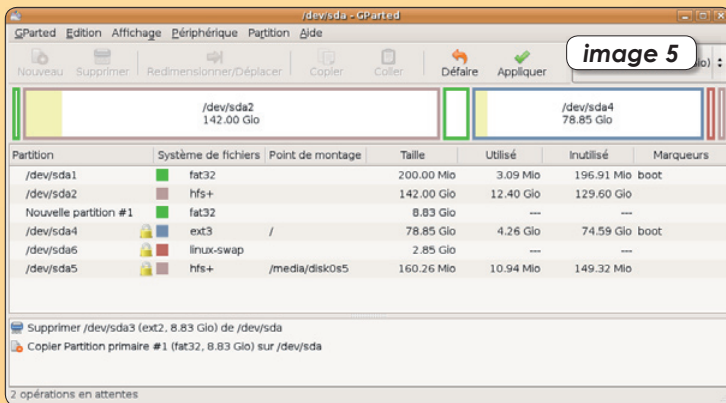 /dev/sda - GParted
GParted Edition Affichage Périphérique Partition Aide
image 5
Nouveau Supprimer Redimensionner/Déplacer Copier Coller Défaire Appliquer io)
/dev/sda2
142.00 Gio
/dev/sda4
78.85 Gio
Partition Système de fichiers Point de montage Taille Utilisé Inutilisé Marqueurs
/dev/sda1 fat32 200.00 Mio 3.09 Mio 196.91 Mio boot
/dev/sda2 hfs+ 142.00 Gio 12.40 Gio 129.60 Gio
Nouvelle partition #1 fat32 8.83 Gio --- ---
/dev/sda4 ext3 / 78.85 Gio 4.26 Gio 74.59 Gio boot
/dev/sda6 linux-swap 2.85 Gio --- ---
/dev/sda5 hfs+ /media/disk0s5 160.26 Mio 10.94 Mio 149.32 Mio
Supprimer /dev/sda3 (ext2, 8.83 Gio) de /dev/sda
Copier Partition primaire #1 (fat32, 8.83 Gio) sur /dev/sda
2 opérations en attentes